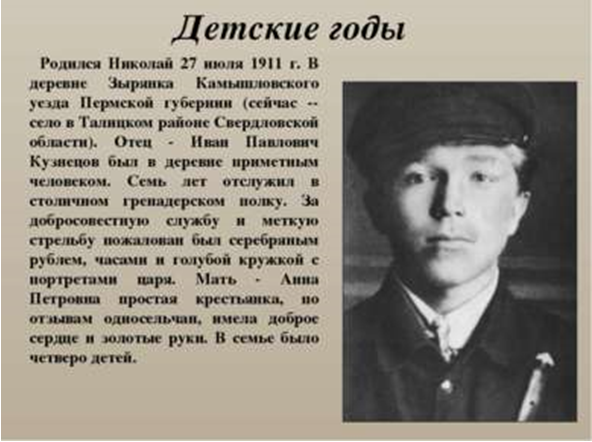 Детские годы
Родился Николай 27 июля 1911 г. В
деревне Зырянка Камышловского
уезда Пермской губернии (сейчас --
село в Талицком районе Свердловской
области). Отец - Иван Павлович
Кузнецов был в деревне приметным
человеком. Семь лет отслужил в
столичном гренадерском полку. За
добросовестную службу и меткую
стрельбу пожалован был серебряным
рублем, часами и голубой кружкой с
портретами царя. Мать - Анна
Петровна простая крестьянка, по
отзывам односельчан, имела доброе
сердце и золотые руки. В семье было
четверо детей.